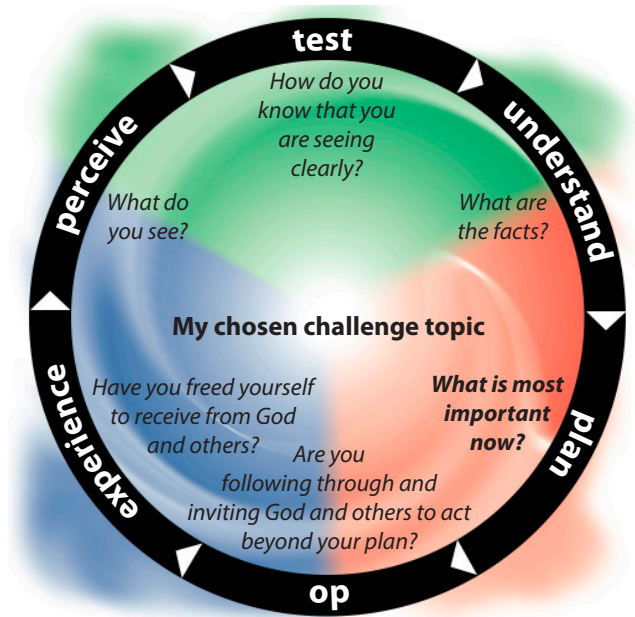 test
How do you
know that you
are seeing
clearly?
perceive
understand
What do
you see?
What are
the facts?
My chosen challenge topic
Have you freed yourself
to receive from God
and others?
What is most
important
now?
experience
plan
Are you
following through and
inviting God and others to act
beyond your plan?
do